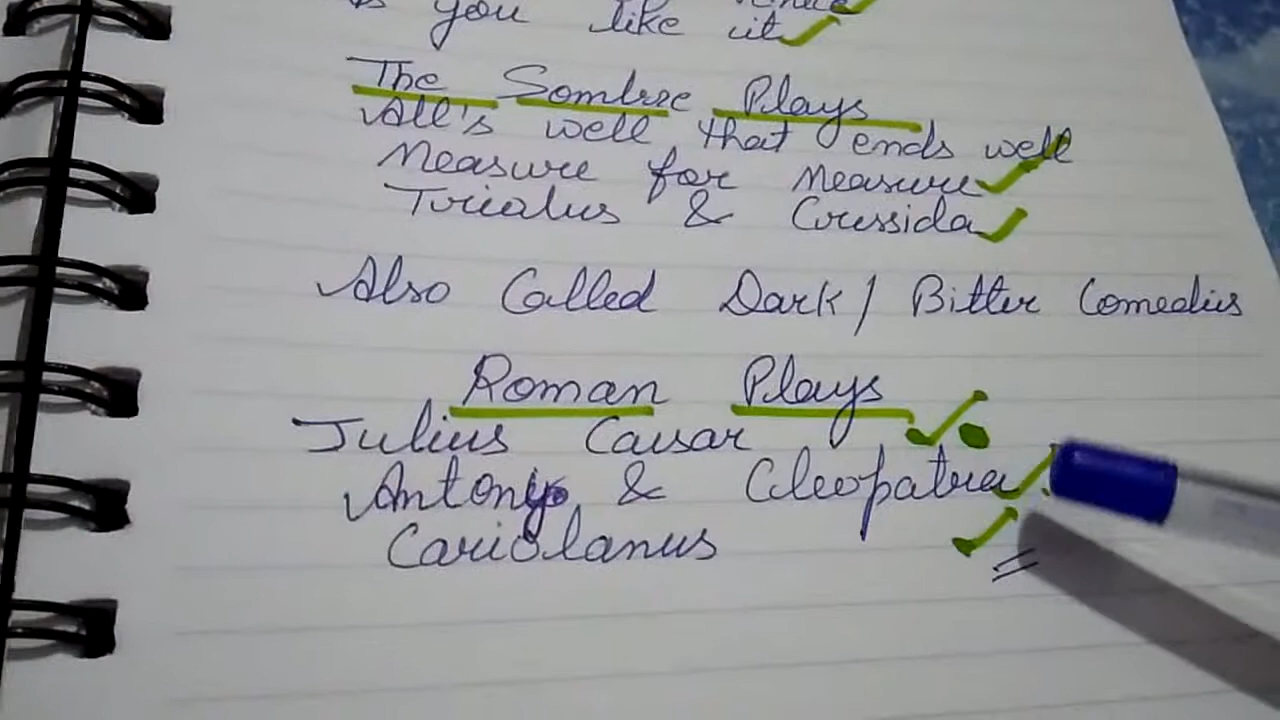 you like it
The Sombre Plays
All's well that ends well
Measure for Measure
Trialus & Cressida
Also Called Dark / Bitter Comedies
Roman Plays
Julius Caesar
Antony & Cleopatra
Cariolanus